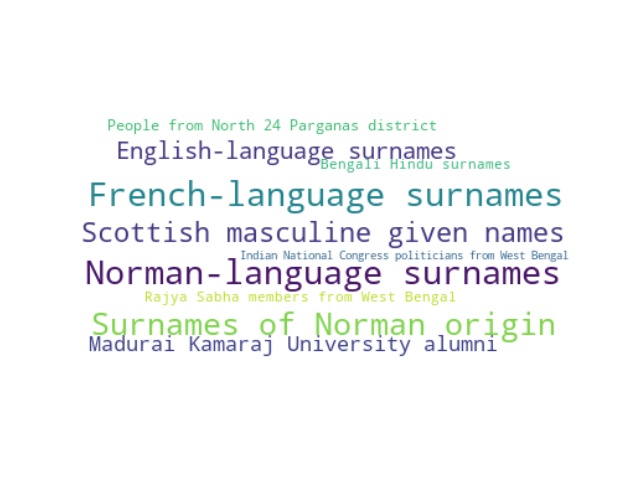 People from North 24 Parganas district
English-language surnames
Bengali Hindu surnames
French-language surnames
Scottish masculine given names
Indian National Congress politicians from West Bengal
Norman-language surnames
Rajya Sabha members from West Bengal
Surnames of Norman origin
Madurai Kamaraj University alumni